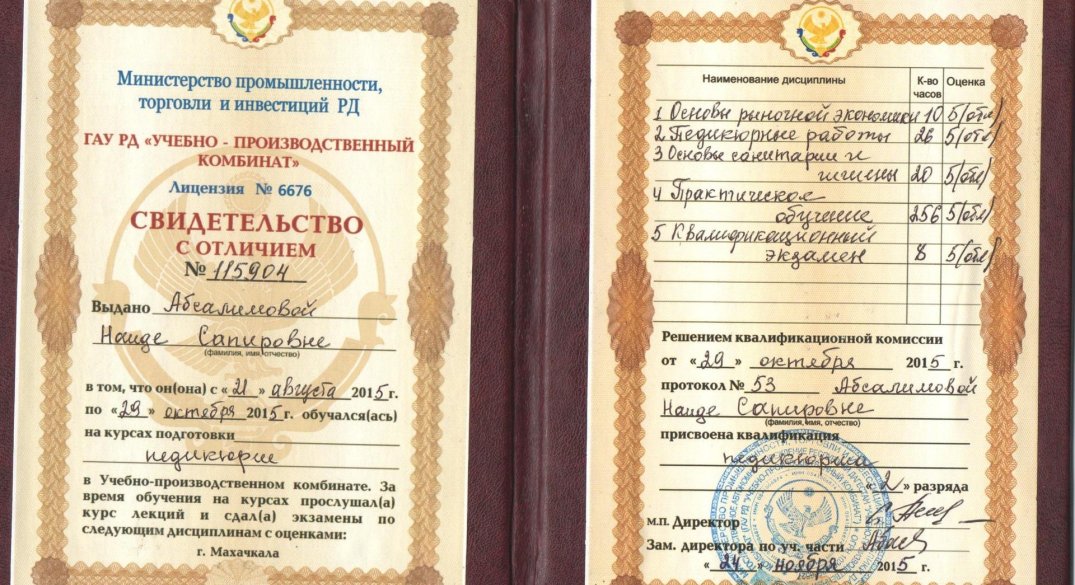 Министерство промышленности,
торговли и инвестиций РД
ГАУ РД «УЧЕБНО - ПРОИЗВОДСТВЕННЫЙ
КОМБИНАТ»
Лицензия № 6676
СВИДЕТЕЛЬСТВО
С ОТЛИЧИЕМ
№ 115904
Выдано Абсалимовой
Наиде Сапировне
(фамилия, имя, отчество)
в том, что он(она) с « 21 » августа 2015 г.
по «29» октября 2015 г. обучался(ась)
на курсах подготовки
педикюрше
в Учебно-производственном комбинате. За
время обучения на курсах прослушал(а)
курс лекций и сдал(а) экзамены по
следующим дисциплинам с оценками:
г. Махачкала
Наименование дисциплины К-во часов Оценка
1 Основы рыночной экономики 10 5(отл)
2 Педикюрные работы 26 5(отл)
3 Основы санитарии и
гигиены 20 5(отл)
4 Практическое
обучение 256 5(отл)
5 Квалификационный
экзамен 8 5(отл)
Решением квалификационной комиссии
от «29 » октября 2015 г.
протокол № 53 Абсалимовой
Наиде Сапировне
(фамилия, имя, отчество)
присвоена квалификация
педикюрши
« 2 » разряда
м.п. Директор
Зам. директора по уч. части
«24» ноября 2015 г.